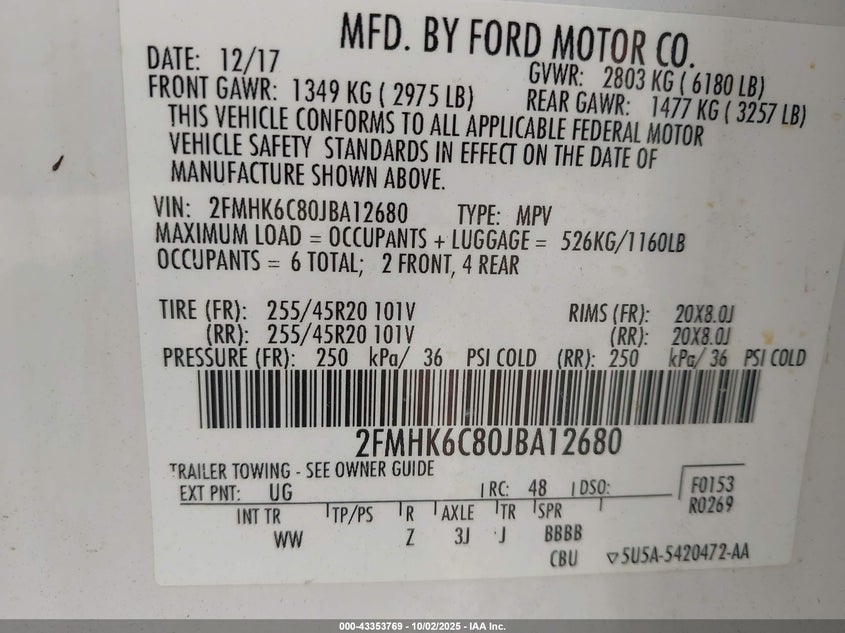 MFD. BY FORD MOTOR CO.
DATE: 12/17 GVWR: 2803 KG ( 6180 LB)
FRONT GAWR: 1349 KG ( 2975 LB) REAR GAWR: 1477 KG ( 3257 LB)
THIS VEHICLE CONFORMS TO ALL APPLICABLE FEDERAL MOTOR
VEHICLE SAFETY STANDARDS IN EFFECT ON THE DATE OF
MANUFACTURE SHOWN ABOVE.
VIN: 2FMHK6C80JBA12680 TYPE: MPV
MAXIMUM LOAD = OCCUPANTS + LUGGAGE = 526KG/1160LB
OCCUPANTS = 6 TOTAL; 2 FRONT, 4 REAR
TIRE (FR): 255/45R20 101V RIMS (FR): 20X8.0J
(RR): 255/45R20 101V (RR): 20X8.0J
PRESSURE (FR): 250 kPa/ 36 PSI COLD (RR): 250 kPa/ 36 PSI COLD
2FMHK6C80JBA12680
TRAILER TOWING - SEE OWNER GUIDE
EXT PNT: UG RC: 48 DSO: F0153
R0269
INT TR TP/PS R AXLE TR SPR
WW Z 3J J BBBB
CBU 5U5A-5420472-AA
000-43353769 - 10/02/2025 - IAA Inc.